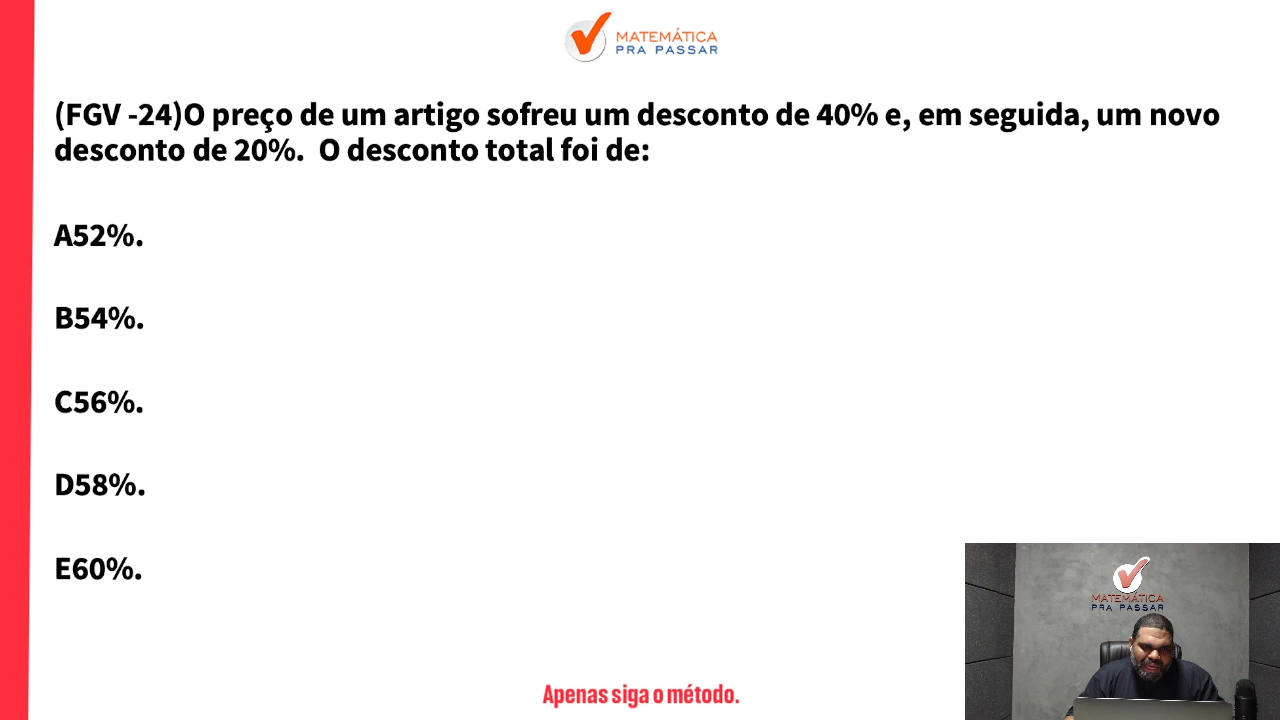 MATEMÁTICA
PRA PASSAR
(FGV -24)O preço de um artigo sofreu um desconto de 40% e, em seguida, um novo
desconto de 20%.  O desconto total foi de:
A52%.
B54%.
C56%.
D58%.
E60%.
MATEMÁTICA
PRA PASSAR
Apenas siga o método.